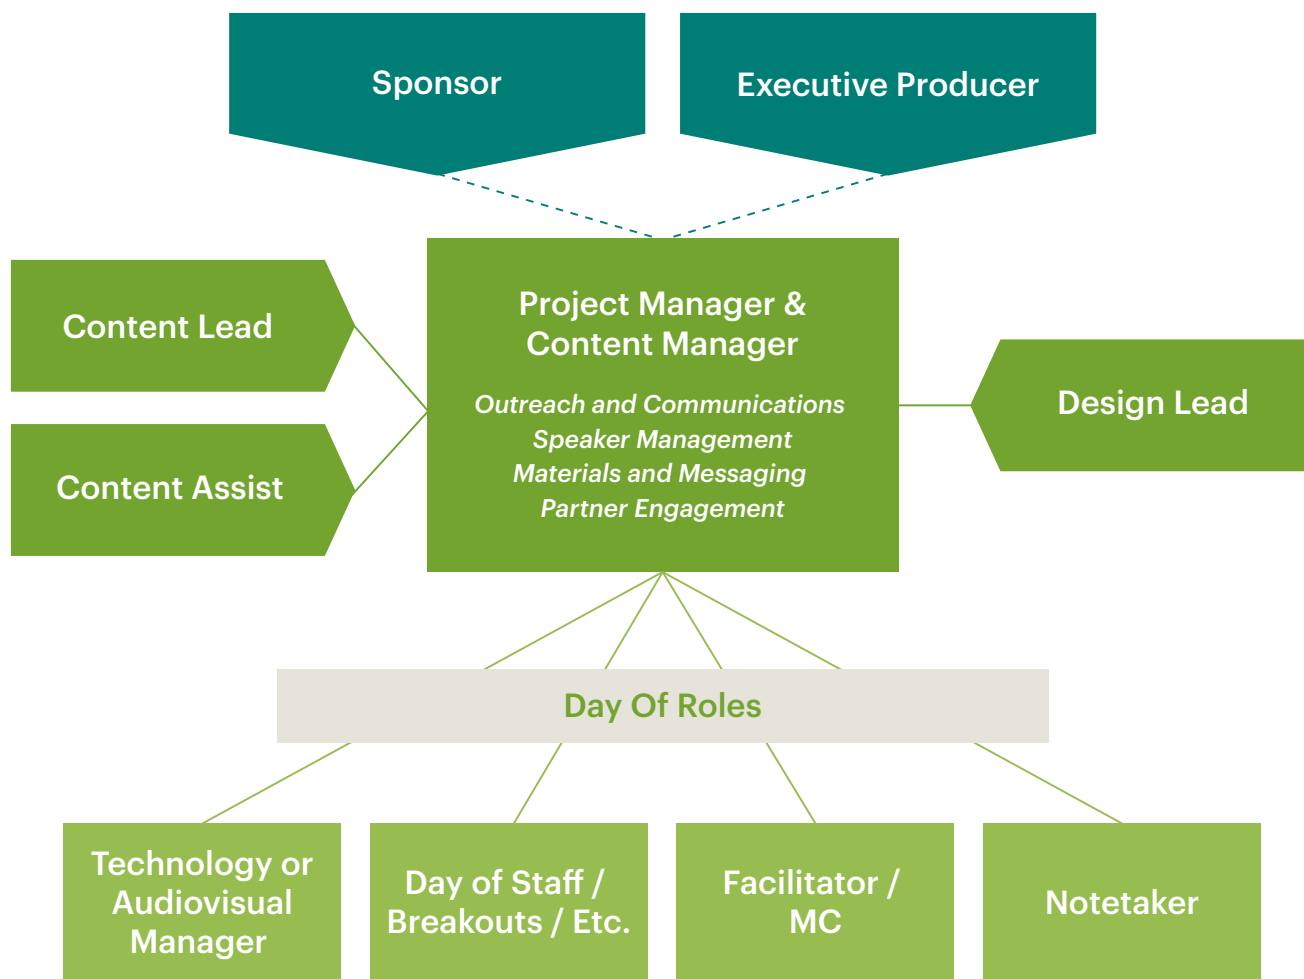 Sponsor
Executive Producer
Project Manager &
Content Manager
Outreach and Communications
Speaker Management
Materials and Messaging
Partner Engagement
Content Lead
Content Assist
Design Lead
Day Of Roles
Technology or
Audiovisual
Manager
Day of Staff /
Breakouts / Etc.
Facilitator /
MC
Notetaker